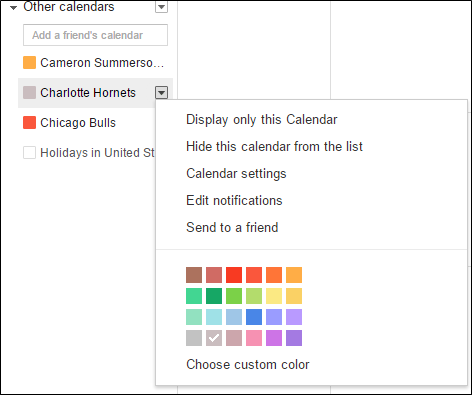 Other calendars
Add a friend's calendar
Cameron Summerso...
Charlotte Hornets
Chicago Bulls
Holidays in United St
Display only this Calendar
Hide this calendar from the list
Calendar settings
Edit notifications
Send to a friend
Choose custom color